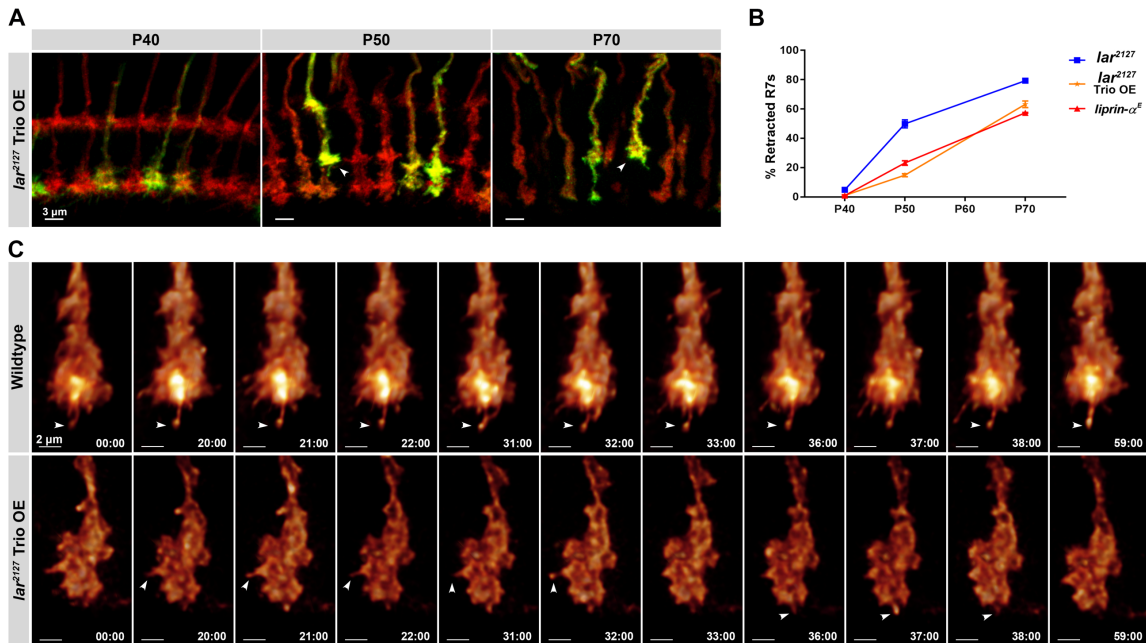 A
P40
P50
P70
lar²¹²⁷ Trio OE
3 μm
B
% Retracted R7s
100
80
60
40
20
0
P40
P50
P60
P70
lar²¹²⁷
lar²¹²⁷
Trio OE
liprin-αᴱ
C
Wildtype
2 μm
00:00
20:00
21:00
22:00
31:00
32:00
33:00
36:00
37:00
38:00
59:00
lar²¹²⁷ Trio OE
00:00
20:00
21:00
22:00
31:00
32:00
33:00
36:00
37:00
38:00
59:00